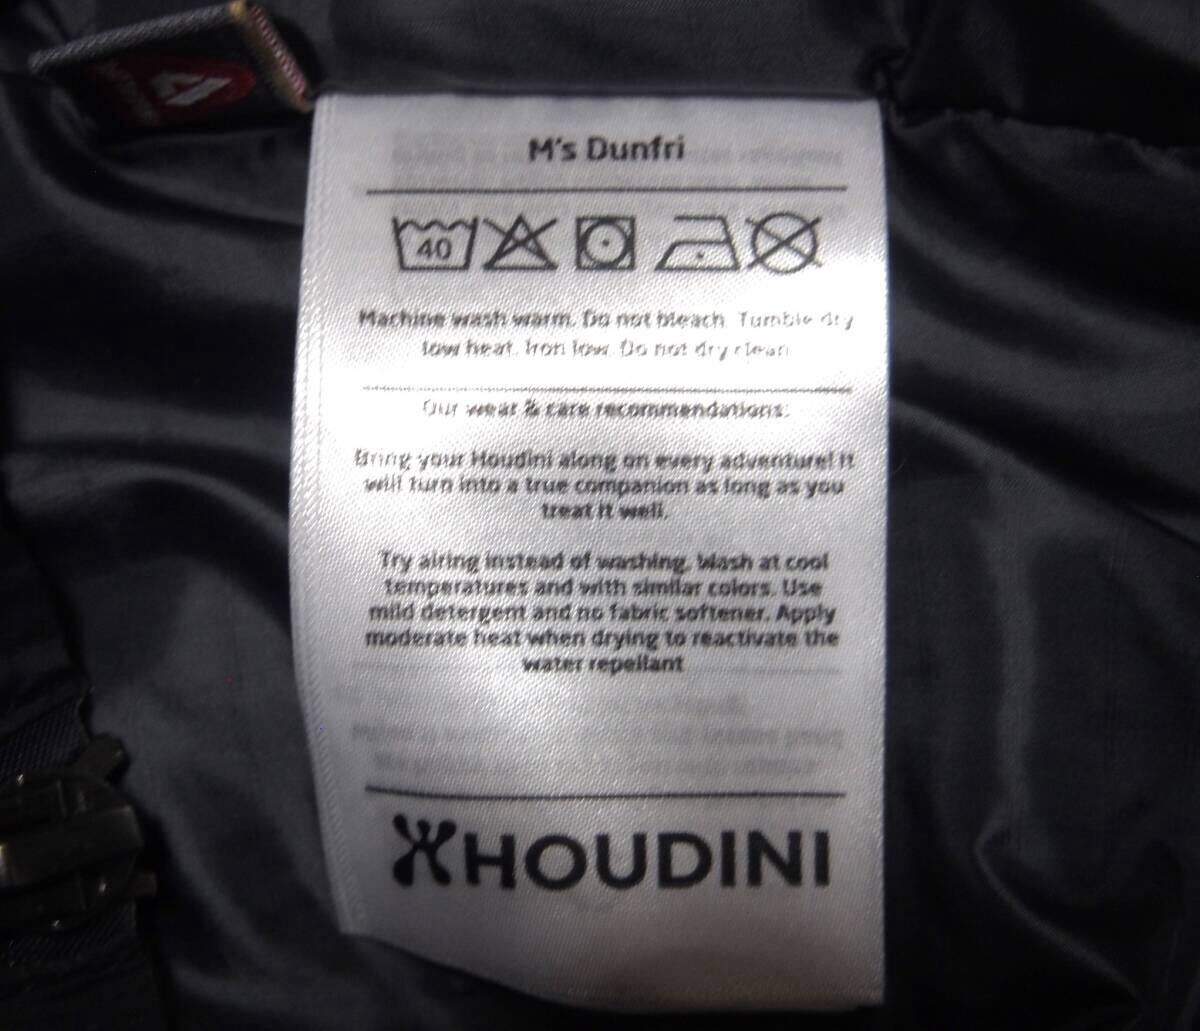 M's Dunfri
40
Machine wash warm. Do not bleach. Tumble dry
low heat. Iron low. Do not dry clean
Our wear & care recommendations:
Bring your Houdini along on every adventure! It
will turn into a true companion as long as you
treat it well.
Try airing instead of washing. Wash at cool
temperatures and with similar colors. Use
mild detergent and no fabric softener. Apply
moderate heat when drying to reactivate the
water repellant
HOUDINI